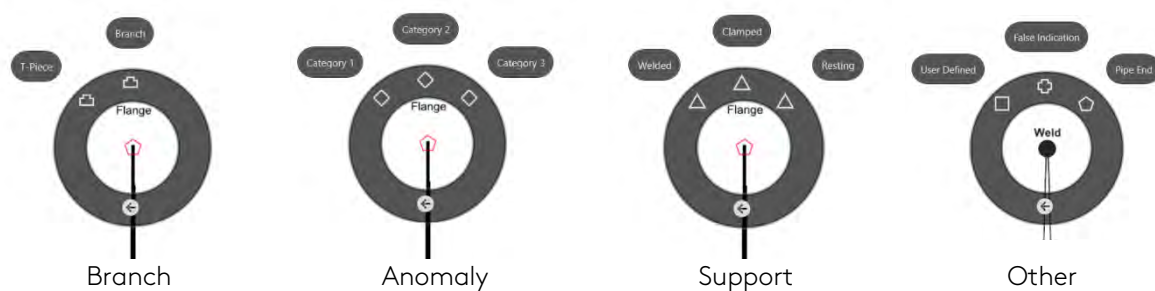 T-Piece
Branch
Flange
Branch
Category 1
Category 2
Category 3
Flange
Anomaly
Welded
Clamped
Resting
Flange
Support
User Defined
False Indication
Pipe End
Weld
Other